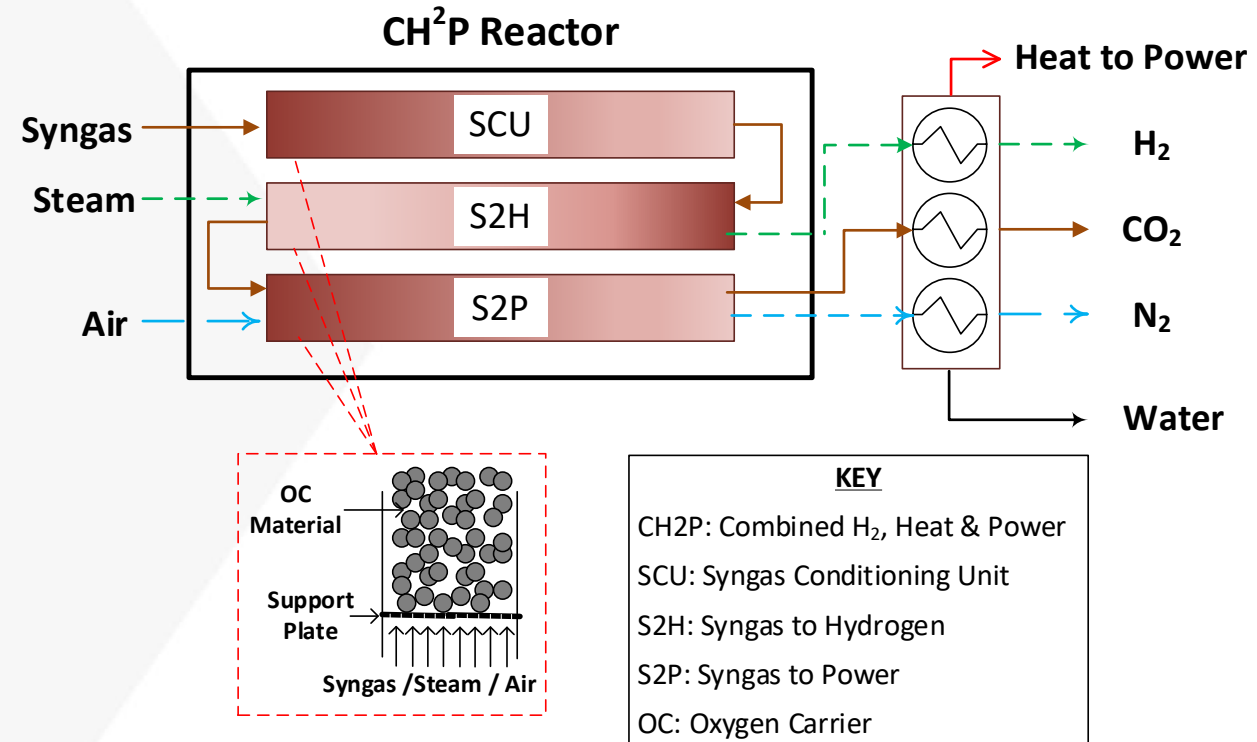 CH²P Reactor
Heat to Power
Syngas
SCU
H₂
Steam
S2H
CO₂
S2P
Air
N₂
Water
OC
Material
Support
Plate
Syngas /Steam / Air
KEY
CH2P: Combined H₂, Heat & Power
SCU: Syngas Conditioning Unit
S2H: Syngas to Hydrogen
S2P: Syngas to Power
OC: Oxygen Carrier